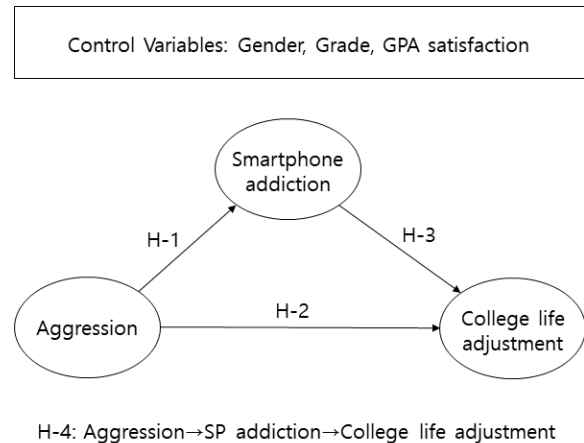 Control Variables: Gender, Grade, GPA satisfaction
Smartphone
addiction
H-1
H-3
Aggression
H-2
College life
adjustment
H-4: Aggression→SP addiction→College life adjustment